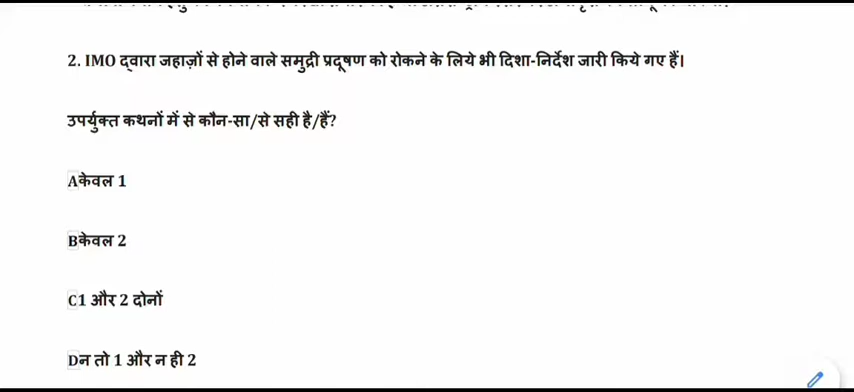 2. IMO द्वारा जहाज़ों से होने वाले समुद्री प्रदूषण को रोकने के लिये भी दिशा-निर्देश जारी किये गए हैं।
उपर्युक्त कथनों में से कौन-सा/से सही है/हैं?
Aकेवल 1
Bकेवल 2
C1 और 2 दोनों
Dन तो 1 और न ही 2